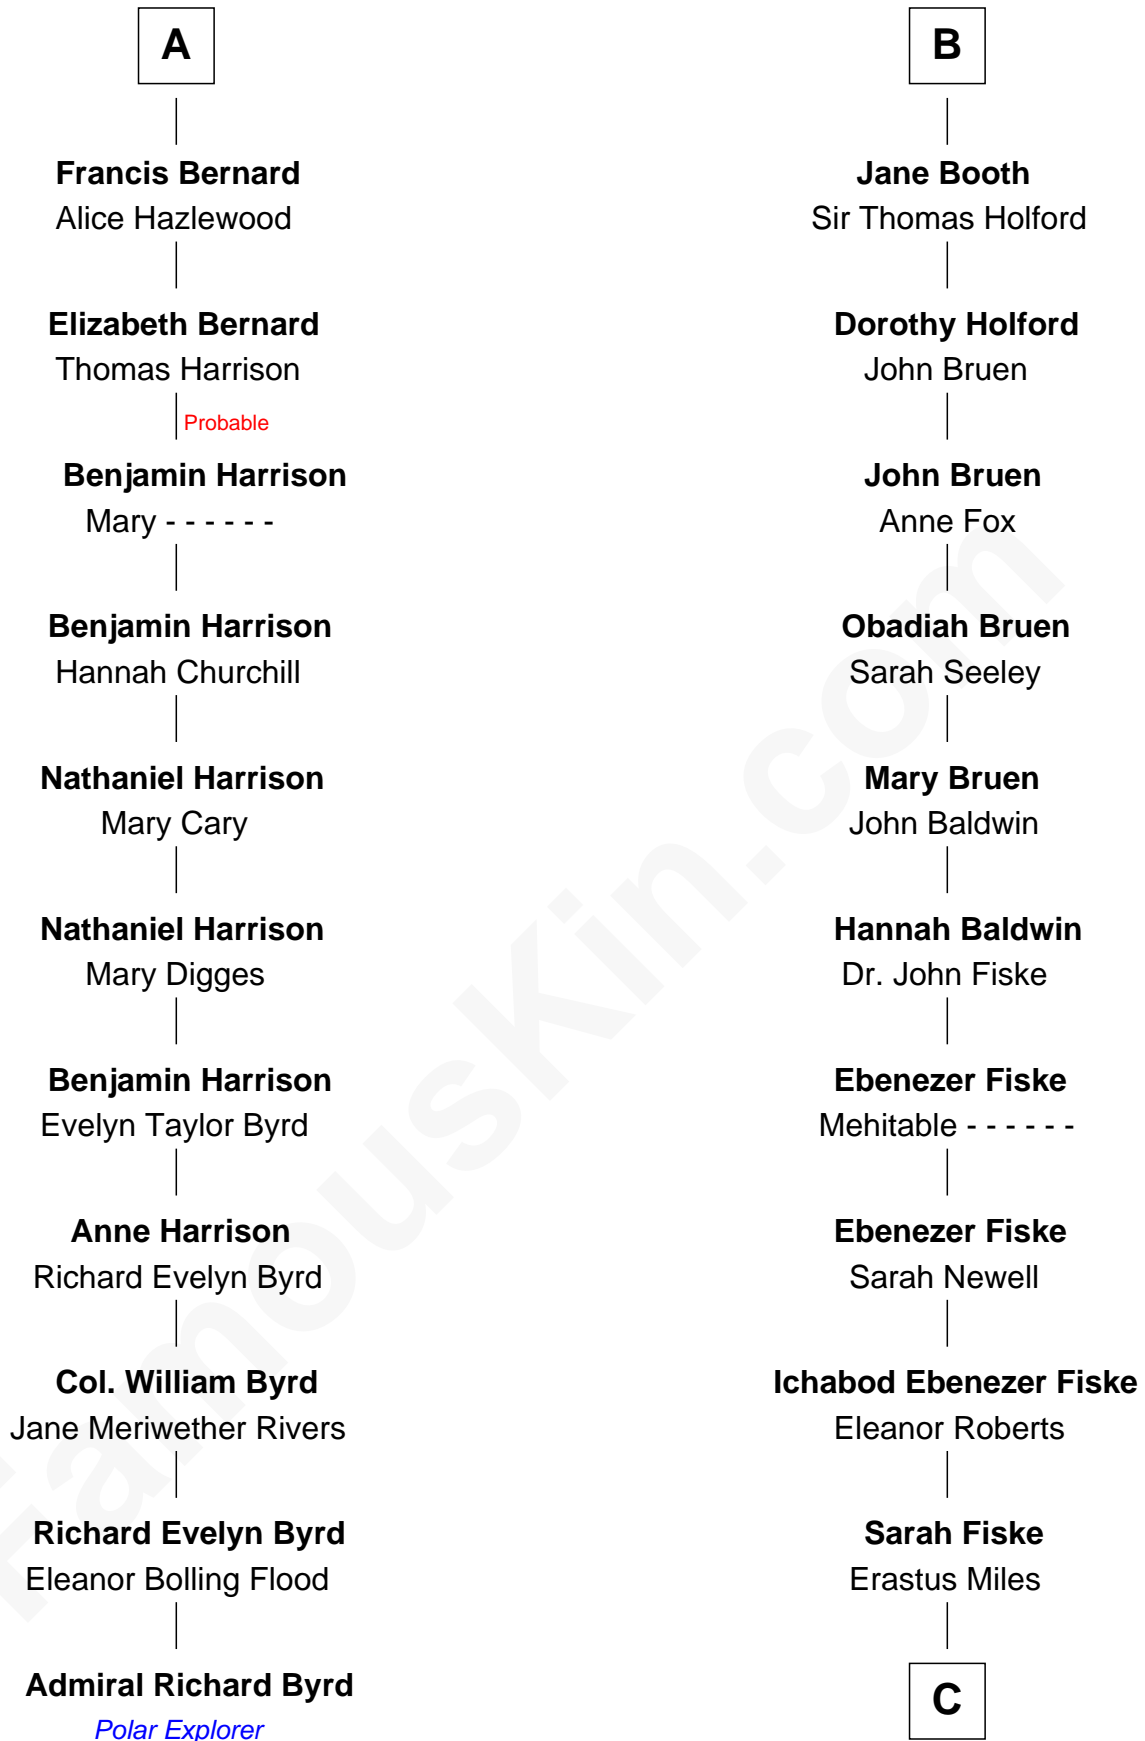 A
Francis Bernard
Alice Hazlewood
Elizabeth Bernard
Thomas Harrison
Probable
Benjamin Harrison
Mary - - - - - -
Benjamin Harrison
Hannah Churchill
Nathaniel Harrison
Mary Cary
Nathaniel Harrison
Mary Digges
Benjamin Harrison
Evelyn Taylor Byrd
Anne Harrison
Richard Evelyn Byrd
Col. William Byrd
Jane Meriwether Rivers
Richard Evelyn Byrd
Eleanor Bolling Flood
Admiral Richard Byrd
Polar Explorer
B
Jane Booth
Sir Thomas Holford
Dorothy Holford
John Bruen
John Bruen
Anne Fox
Obadiah Bruen
Sarah Seeley
Mary Bruen
John Baldwin
Hannah Baldwin
Dr. John Fiske
Ebenezer Fiske
Mehitable - - - - - -
Ebenezer Fiske
Sarah Newell
Ichabod Ebenezer Fiske
Eleanor Roberts
Sarah Fiske
Erastus Miles
C
FamousKin.com